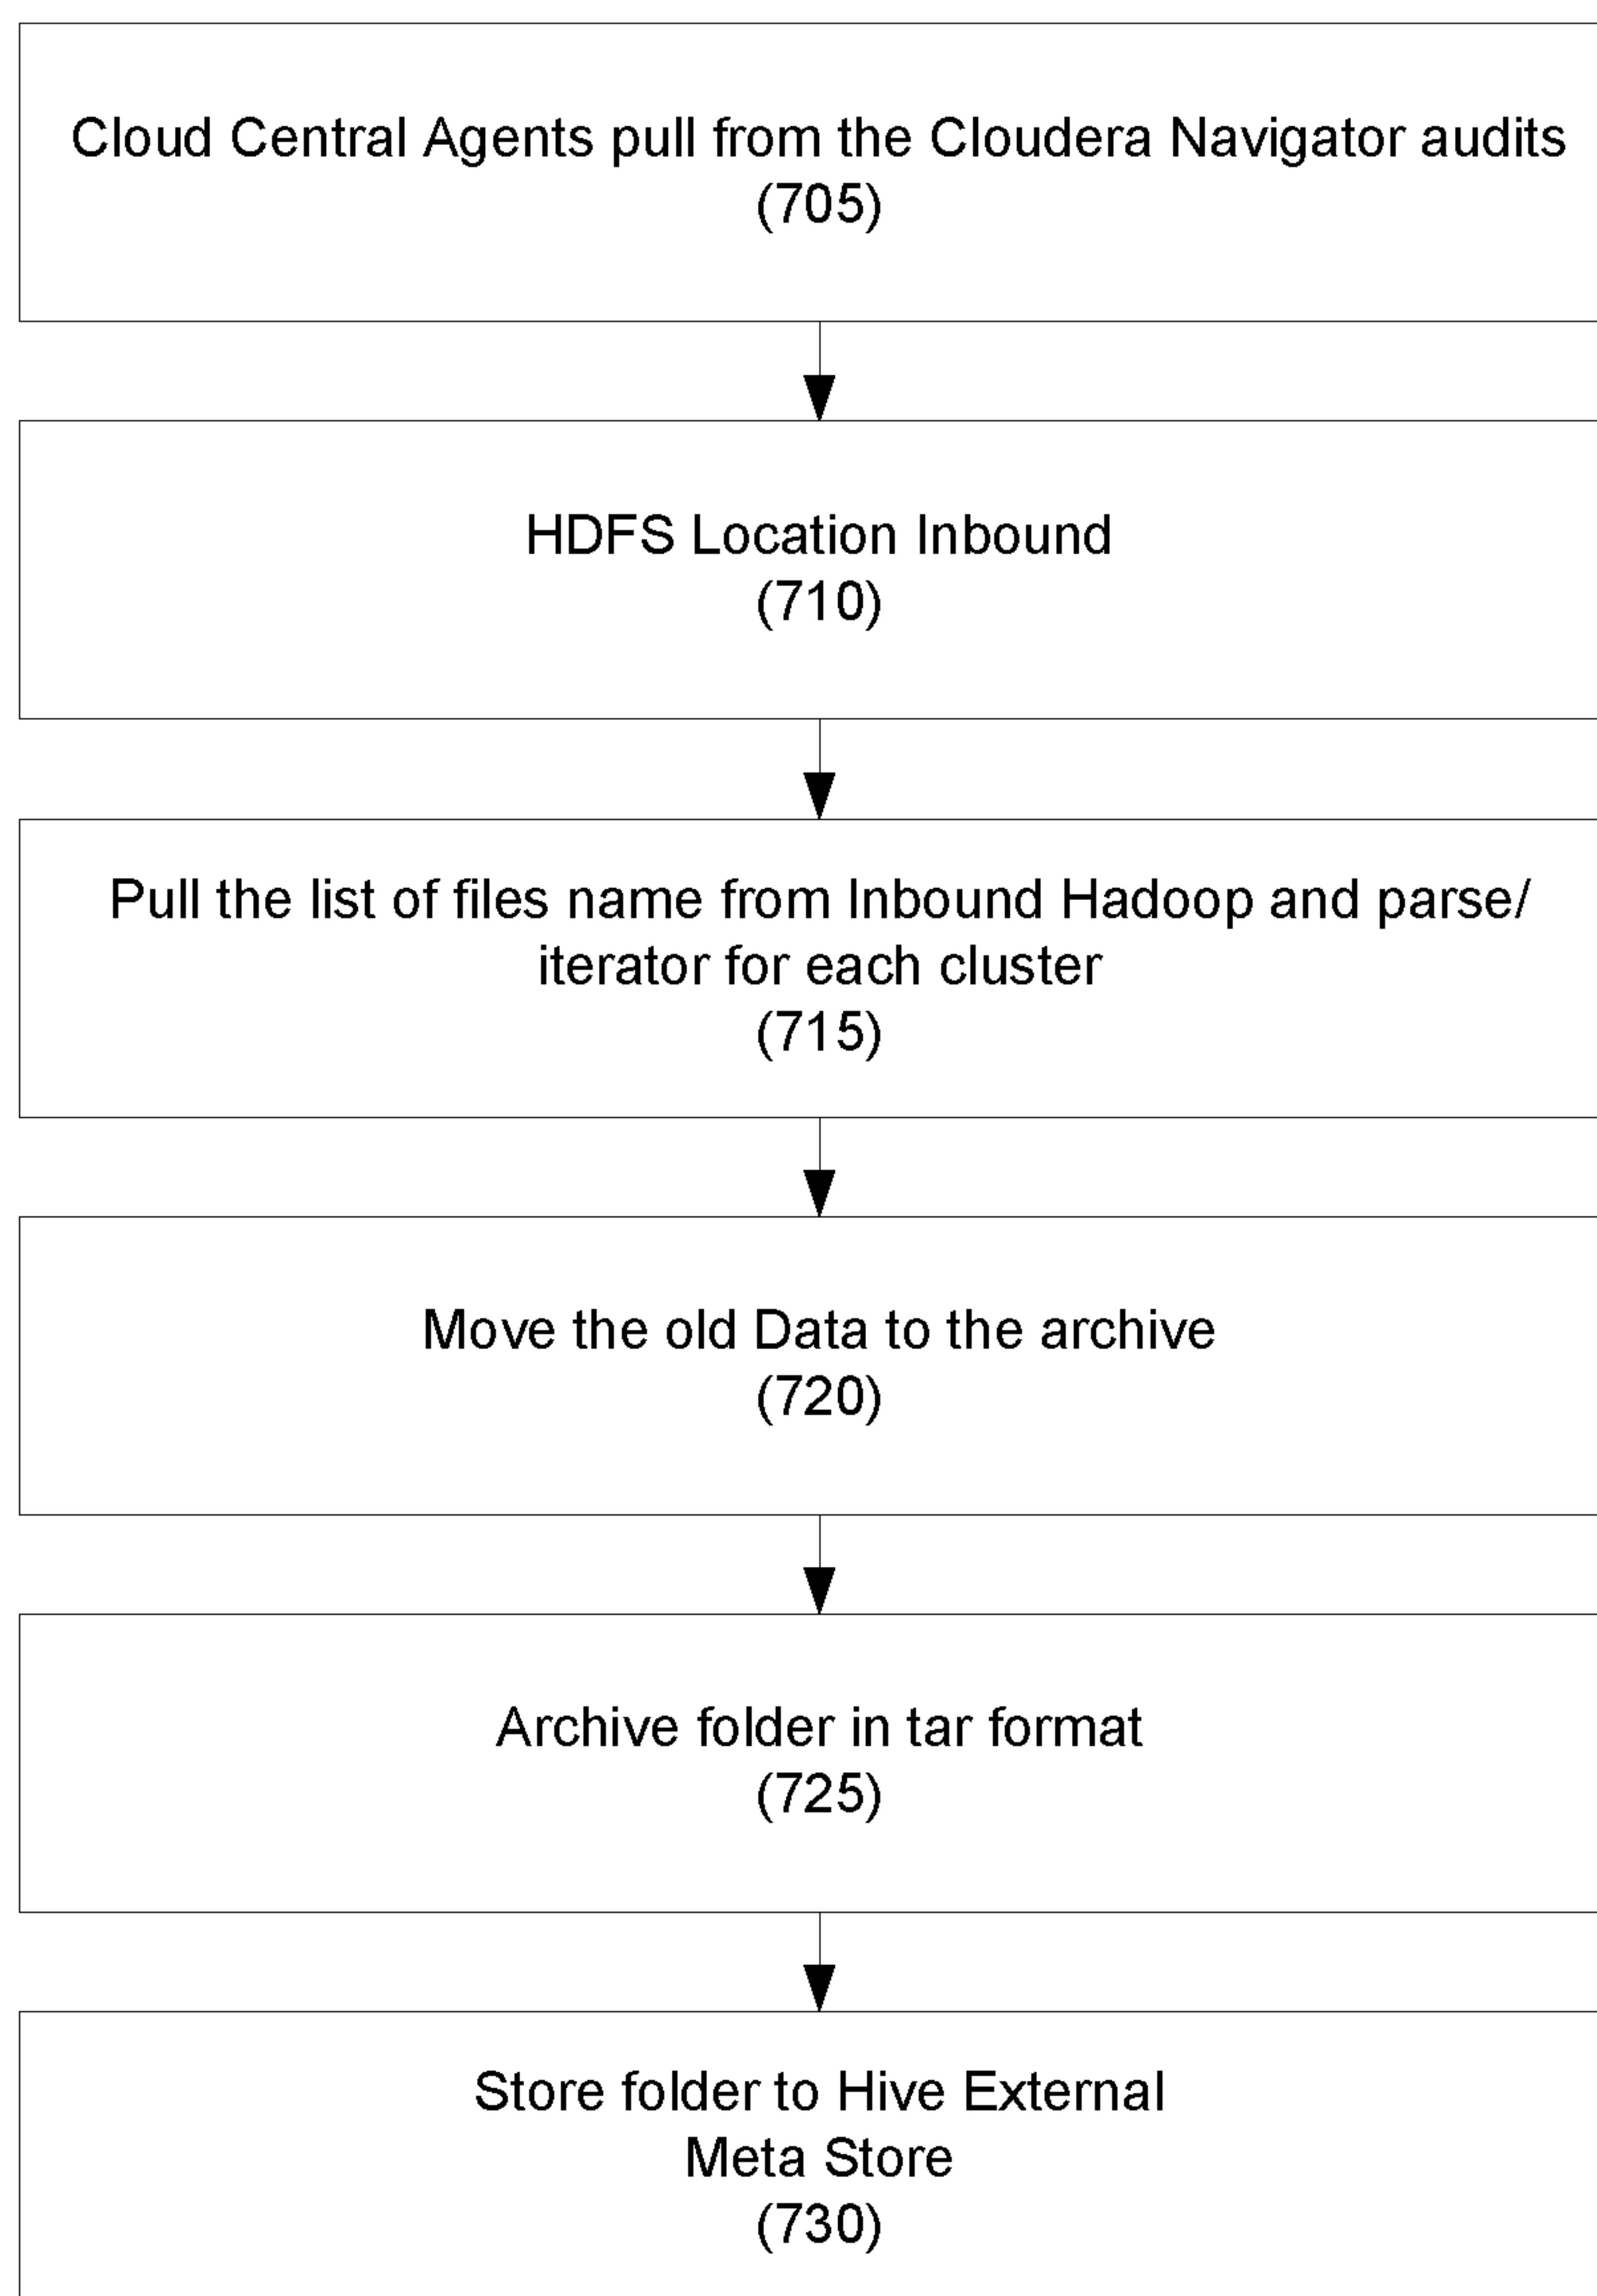 Cloud Central Agents pull from the Cloudera Navigator audits
(705)
HDFS Location Inbound
(710)
Pull the list of files name from Inbound Hadoop and parse/
iterator for each cluster
(715)
Move the old Data to the archive
(720)
Archive folder in tar format
(725)
Store folder to Hive External
Meta Store
(730)